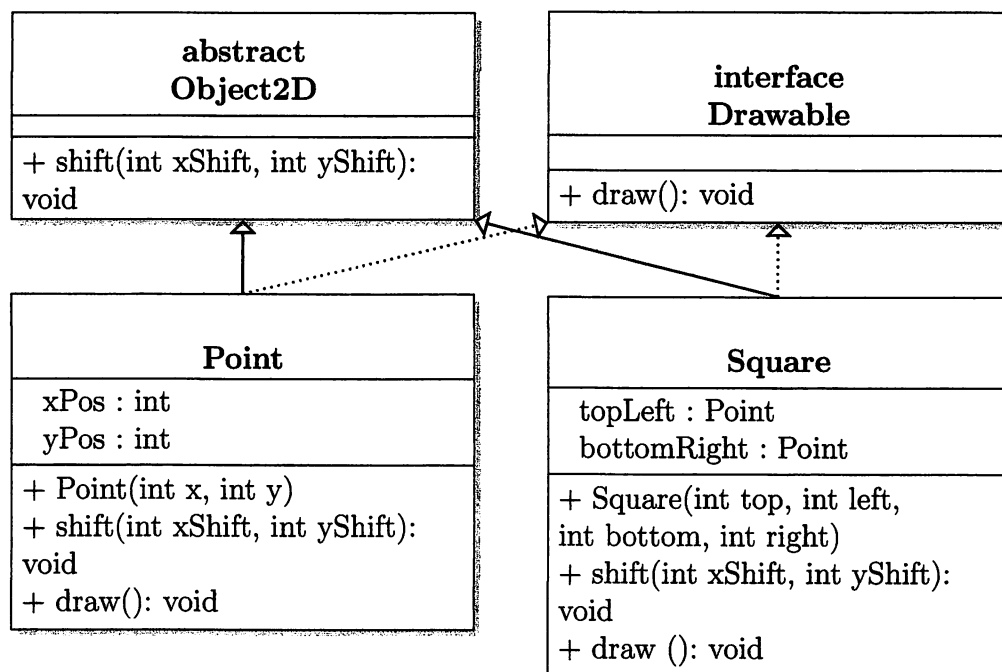 abstract
Object2D
+ shift(int xShift, int yShift):
void
interface
Drawable
+ draw(): void
Point
xPos : int
yPos : int
+ Point(int x, int y)
+ shift(int xShift, int yShift):
void
+ draw(): void
Square
topLeft : Point
bottomRight : Point
+ Square(int top, int left,
int bottom, int right)
+ shift(int xShift, int yShift):
void
+ draw (): void